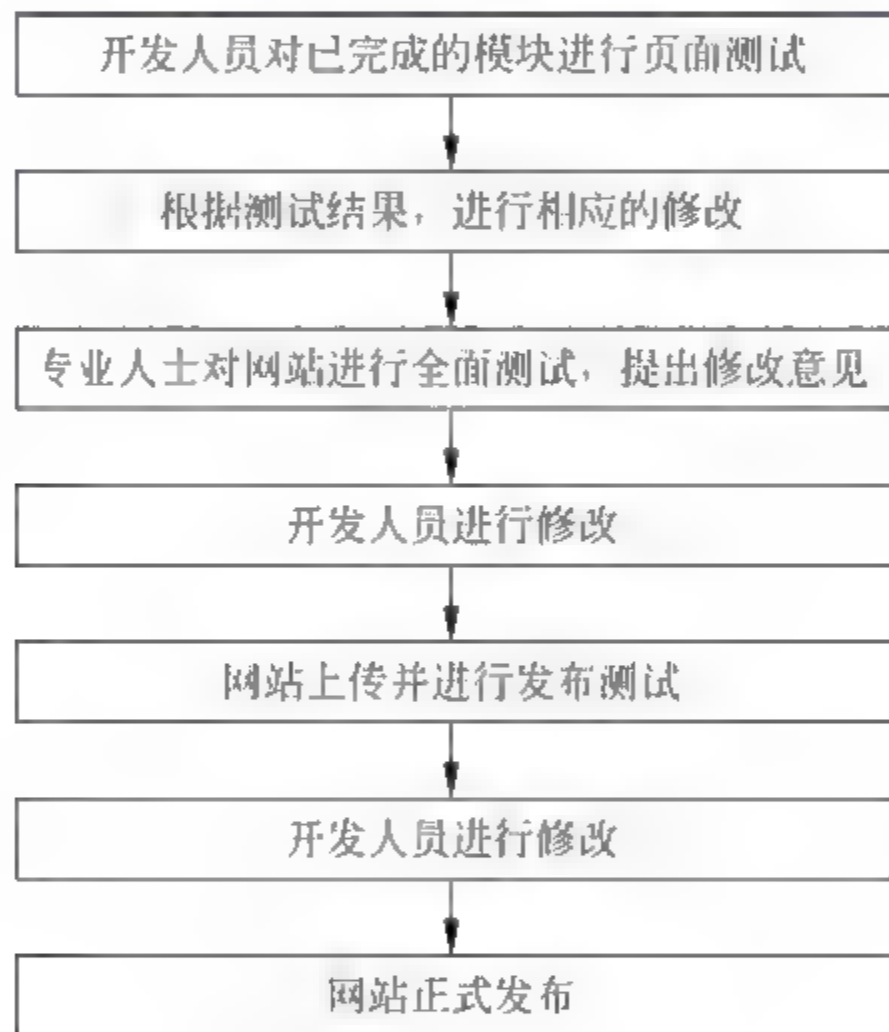 开发人员对已完成的模块进行页面测试
根据测试结果，进行相应的修改
专业人士对网站进行全面测试，提出修改意见
开发人员进行修改
网站上传并进行发布测试
开发人员进行修改
网站正式发布